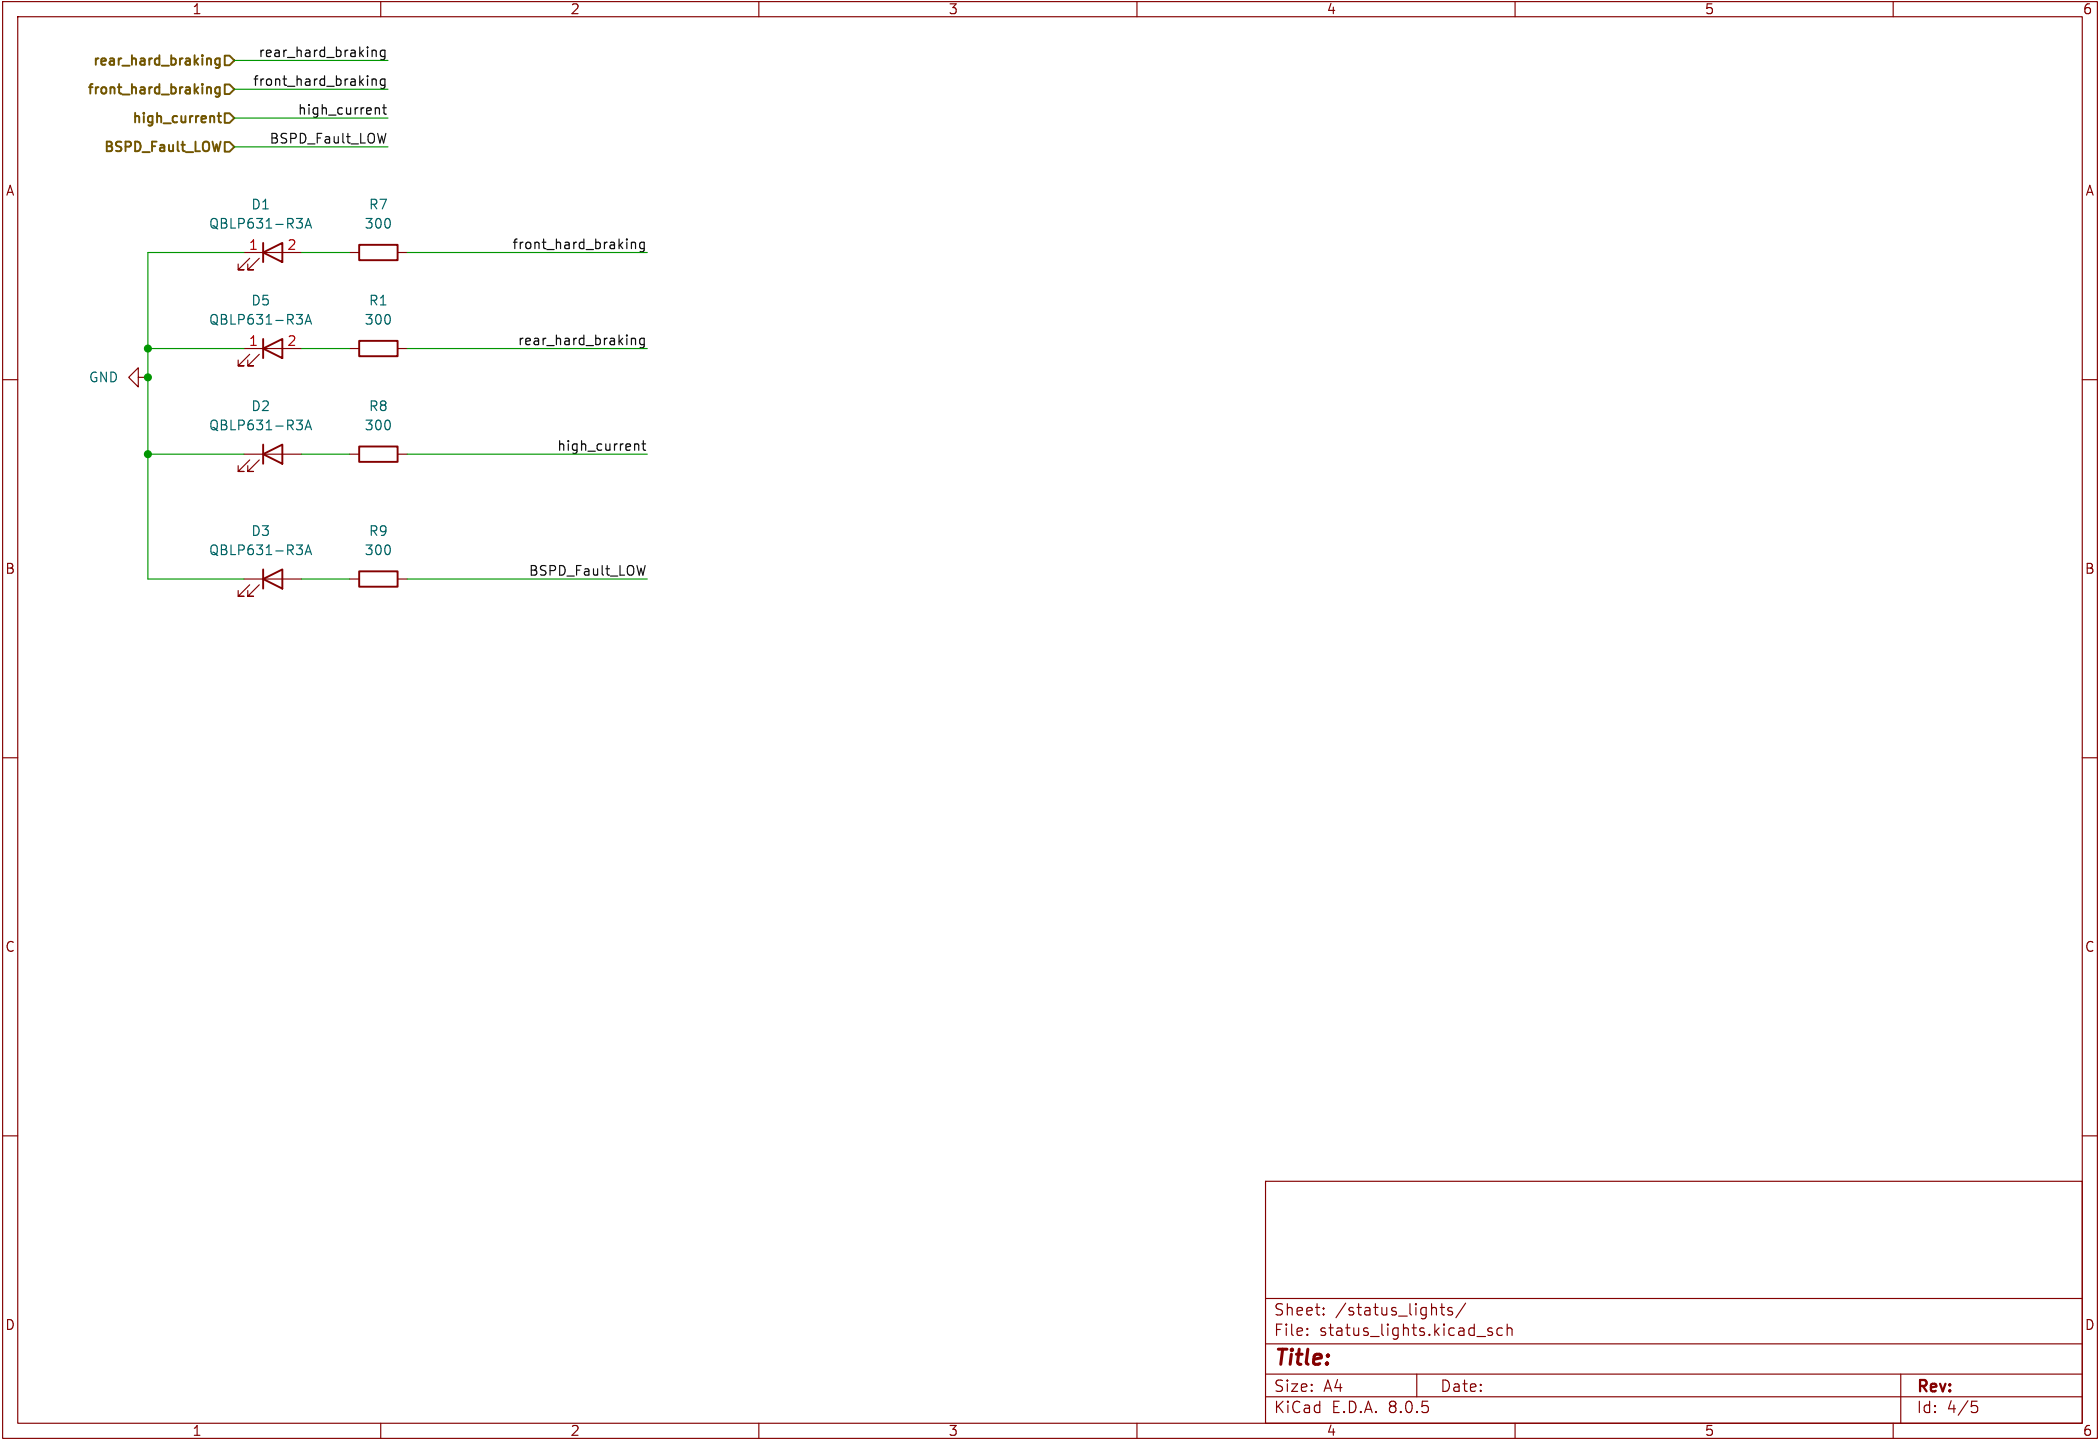 1 2 3 4 5 6
rear_hard_braking rear_hard_braking
front_hard_braking front_hard_braking
high_current high_current
BSPD_Fault_LOW BSPD_Fault_LOW
A A
D1 R7
QBLP631-R3A 300
1 2 front_hard_braking
D5 R1
QBLP631-R3A 300
1 2 rear_hard_braking
GND
D2 R8
QBLP631-R3A 300
high_current
D3 R9
QBLP631-R3A 300
B BSPD_Fault_LOW B
C C
Sheet: /status_lights/
D File: status_lights.kicad_sch D
Title:
Size: A4 Date: Rev:
KiCad E.D.A. 8.0.5 Id: 4/5
1 2 3 4 5 6